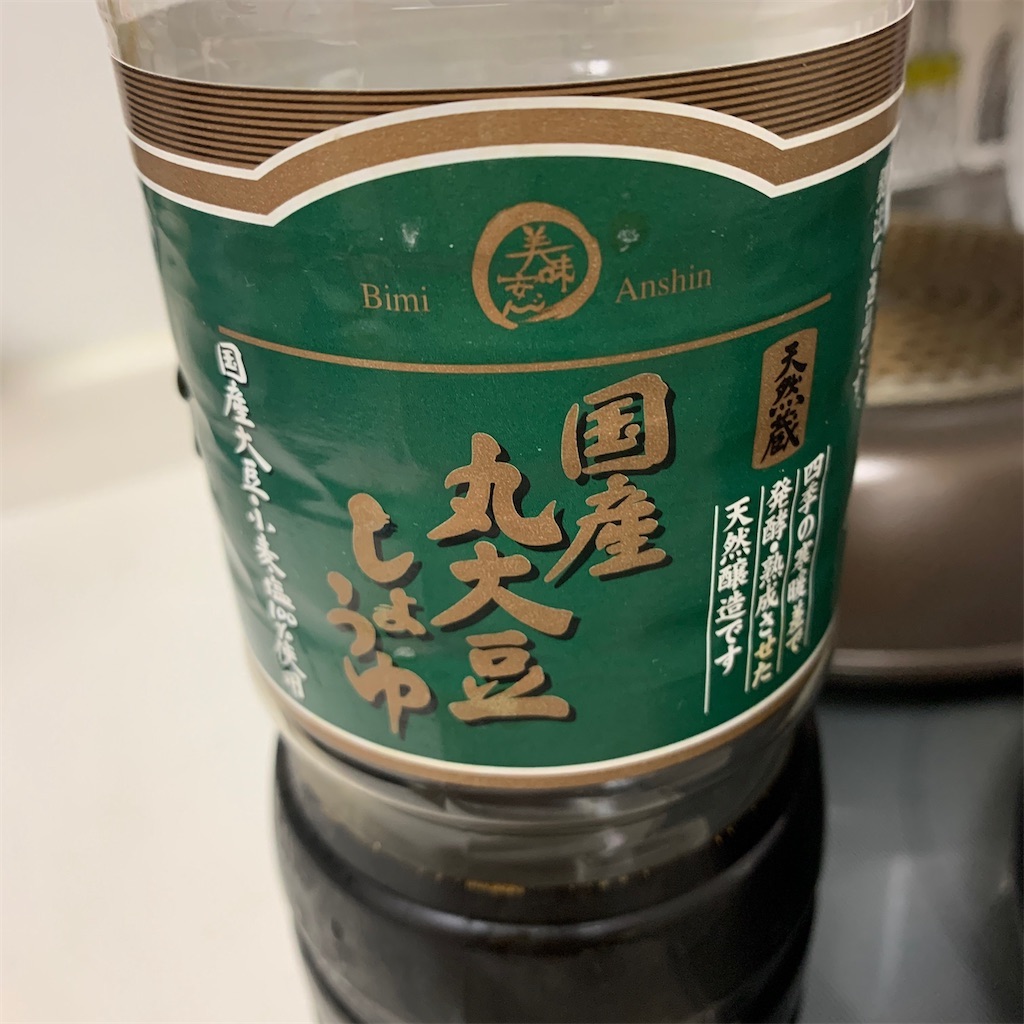 美味安心
Bimi
Anshin
天然蔵
四季の寒暖差で
発酵・熟成させた
天然醸造です
国産
丸大豆
しょうゆ
国産大豆・小麦・塩100%使用